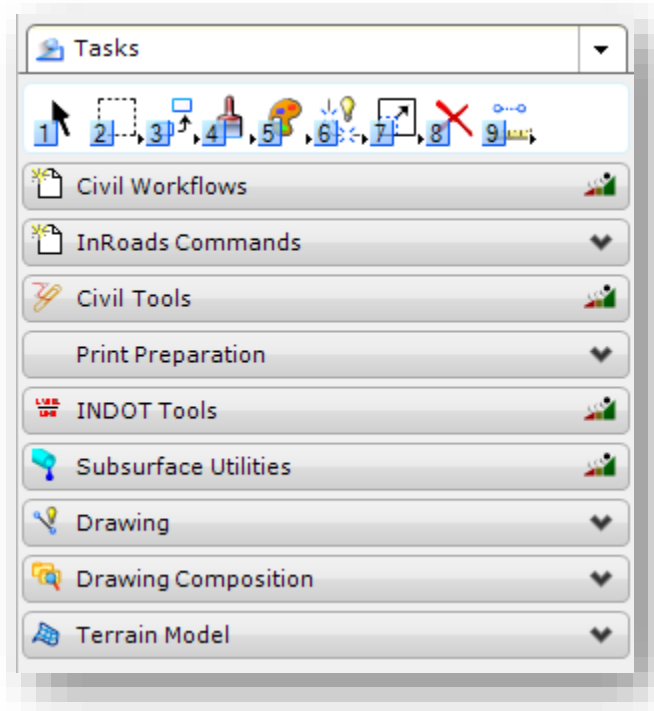 Tasks
1 2 3 4 5 6 7 8 9
Civil Workflows
InRoads Commands
Civil Tools
Print Preparation
INDOT Tools
Subsurface Utilities
Drawing
Drawing Composition
Terrain Model